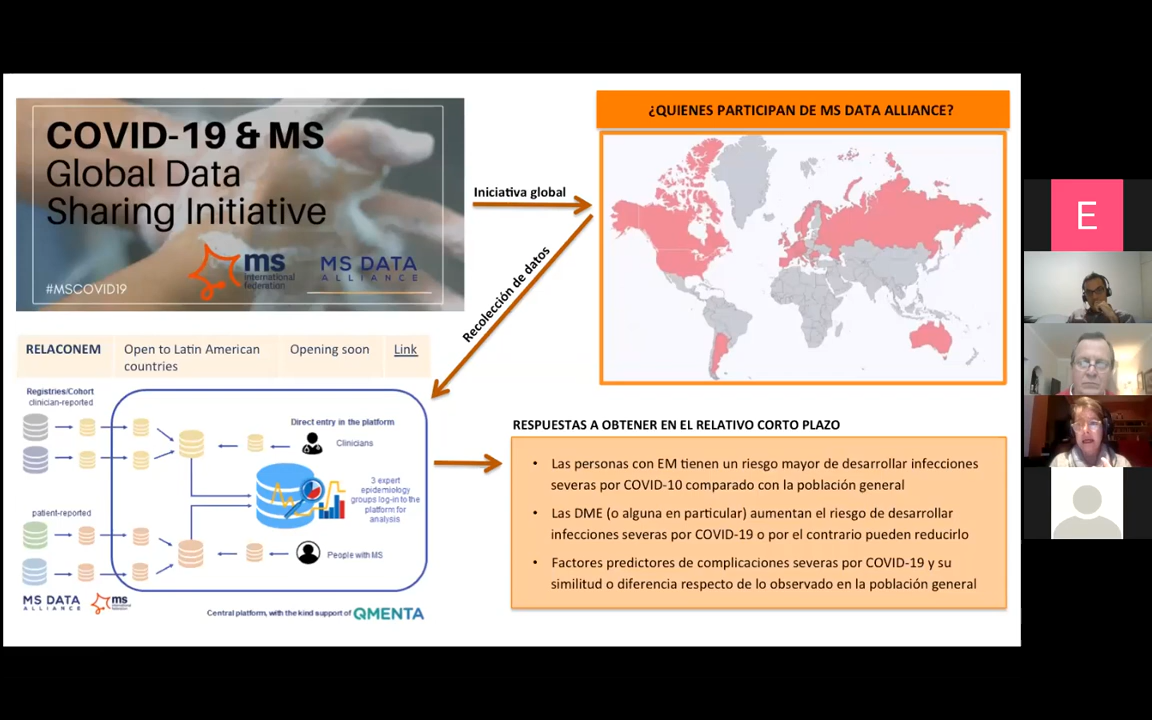 COVID-19 & MS
Global Data
Sharing Initiative
ms
international
federation
MS DATA
ALLIANCE
#MSCOVID19
Iniciativa global
¿QUIENES PARTICIPAN DE MS DATA ALLIANCE?
Recolección de datos
RELACONEM
Open to Latin American
countries
Opening soon
Link
Registries/Cohort
clinician-reported
Direct entry in the platform
Clinicians
3 expert
epidemiology
groups log-in to the
platform for
analysis
patient-reported
People with MS
MS DATA
ALLIANCE
ms
international
federation
Central platform, with the kind support of QMENTA
RESPUESTAS A OBTENER EN EL RELATIVO CORTO PLAZO
• Las personas con EM tienen un riesgo mayor de desarrollar infecciones
severas por COVID-10 comparado con la población general
• Las DME (o alguna en particular) aumentan el riesgo de desarrollar
infecciones severas por COVID-19 o por el contrario pueden reducirlo
• Factores predictores de complicaciones severas por COVID-19 y su
similitud o diferencia respecto de lo observado en la población general
E